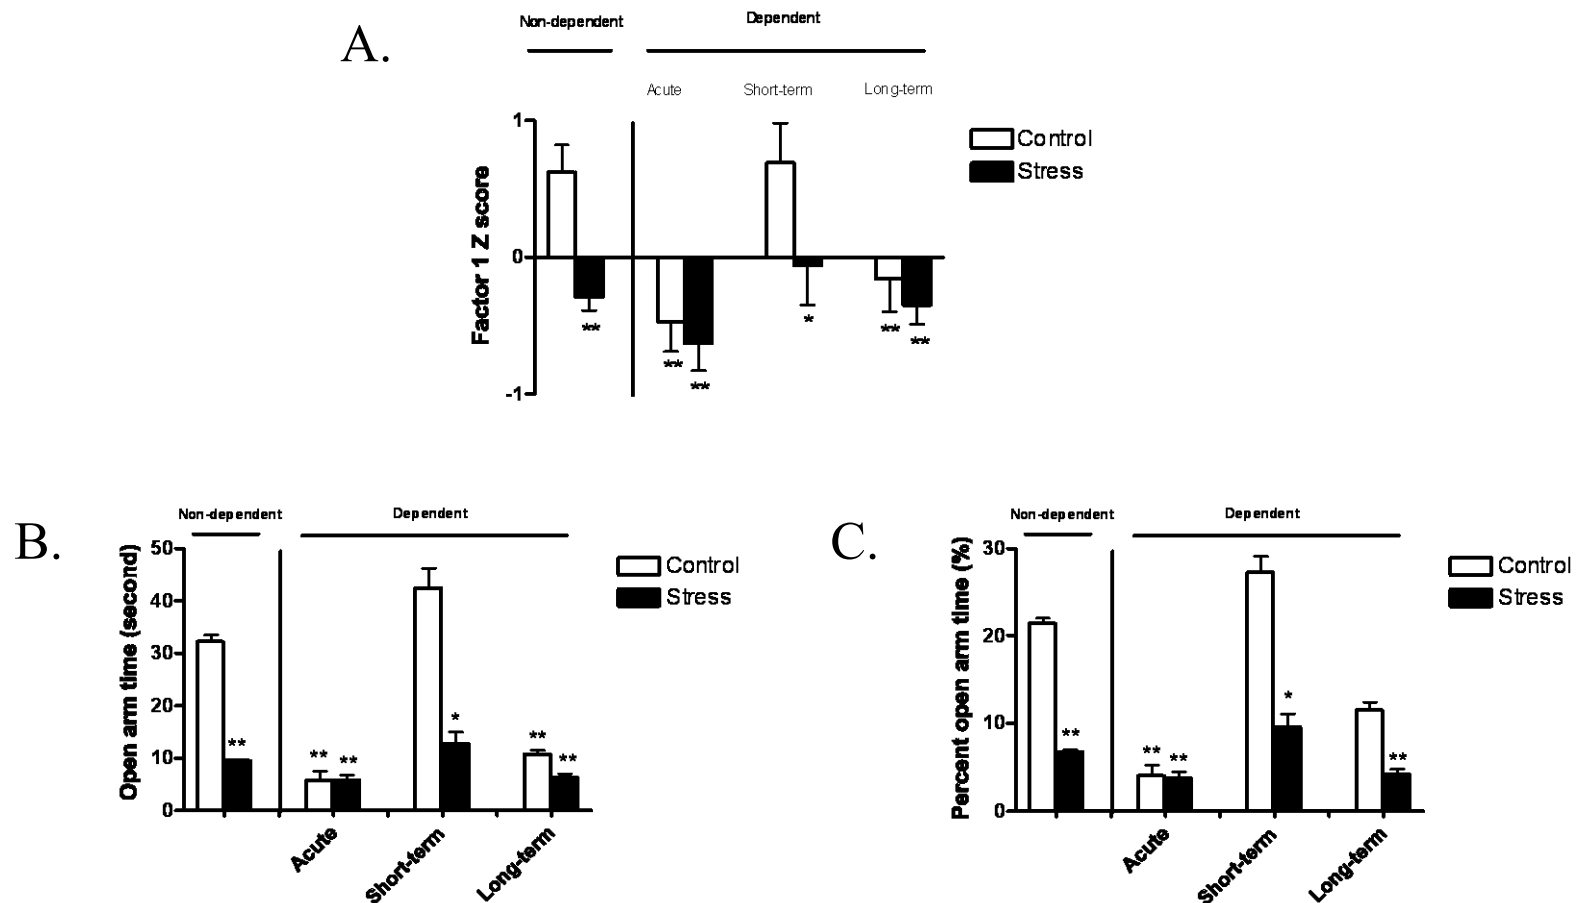 A.
Non-dependent
Dependent
Acute
Short-term
Long-term
Control
Stress
Factor 1 Z score
1
0
-1
**
**
**
*
**
**
B.
Non-dependent
Dependent
Control
Stress
Open arm time (second)
50
40
30
20
10
0
**
**
**
*
**
**
Acute
Short-term
Long-term
C.
Non-dependent
Dependent
Control
Stress
Percent open arm time (%)
30
20
10
0
**
**
**
*
**
Acute
Short-term
Long-term